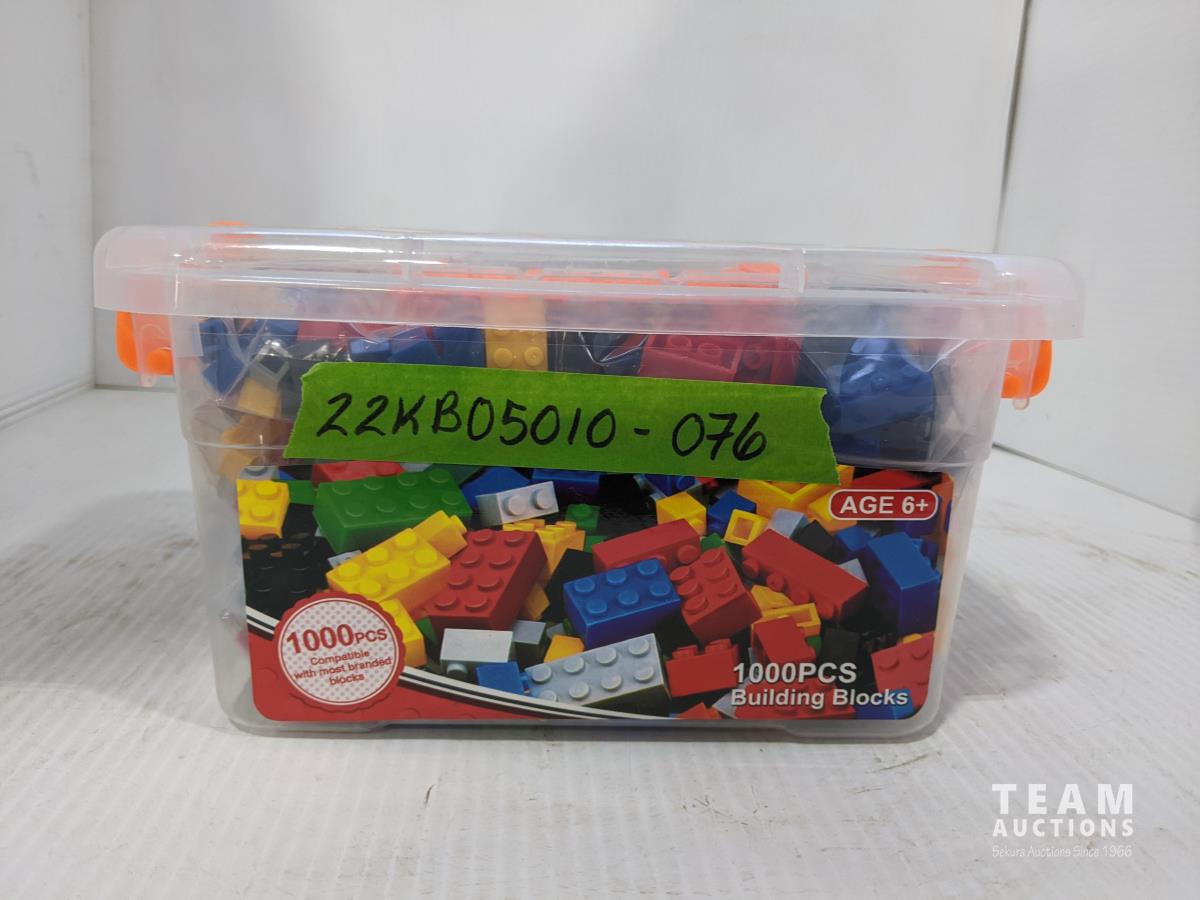 22KB05010-076
AGE 6+
1000PCS
Compatible
with most branded
blocks
1000PCS
Building Blocks
TEAM
AUCTIONS
Sekura Auctions Since 1966